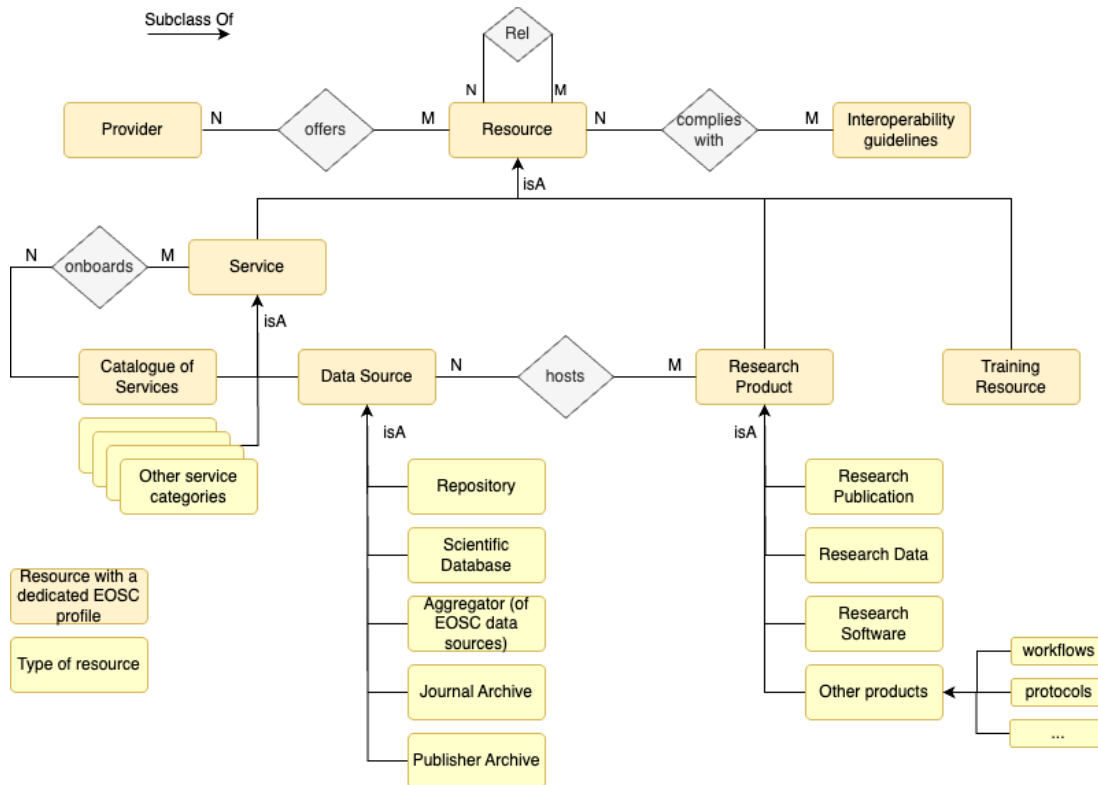 Subclass Of
Rel
N
M
Provider
N
offers
M
Resource
N
complies
with
M
Interoperability
guidelines
isA
N
onboards
M
Service
isA
Catalogue of
Services
Data Source
N
hosts
M
Research
Product
Training
Resource
isA
isA
Other service
categories
Repository
Research
Publication
Scientific
Database
Research Data
Resource with a
dedicated EOSC
profile
Aggregator (of
EOSC data
sources)
Research
Software
Type of resource
workflows
Journal Archive
Other products
protocols
...
Publisher Archive